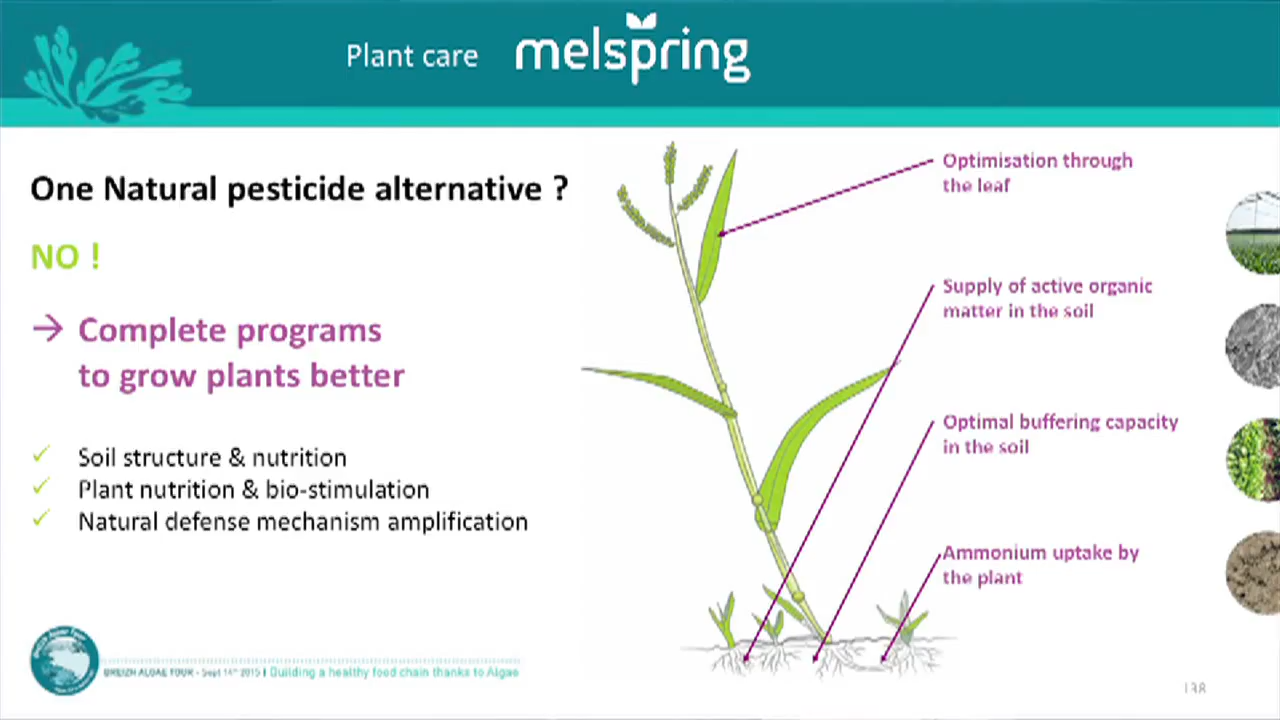 Plant care melspring
One Natural pesticide alternative ?
NO !
→ Complete programs
to grow plants better
✓ Soil structure & nutrition
✓ Plant nutrition & bio-stimulation
✓ Natural defense mechanism amplification
Optimisation through
the leaf
Supply of active organic
matter in the soil
Optimal buffering capacity
in the soil
Ammonium uptake by
the plant
BREIZH ALGAE TOUR - Sept 14th 2015 | Building a healthy food chain thanks to Algae
138